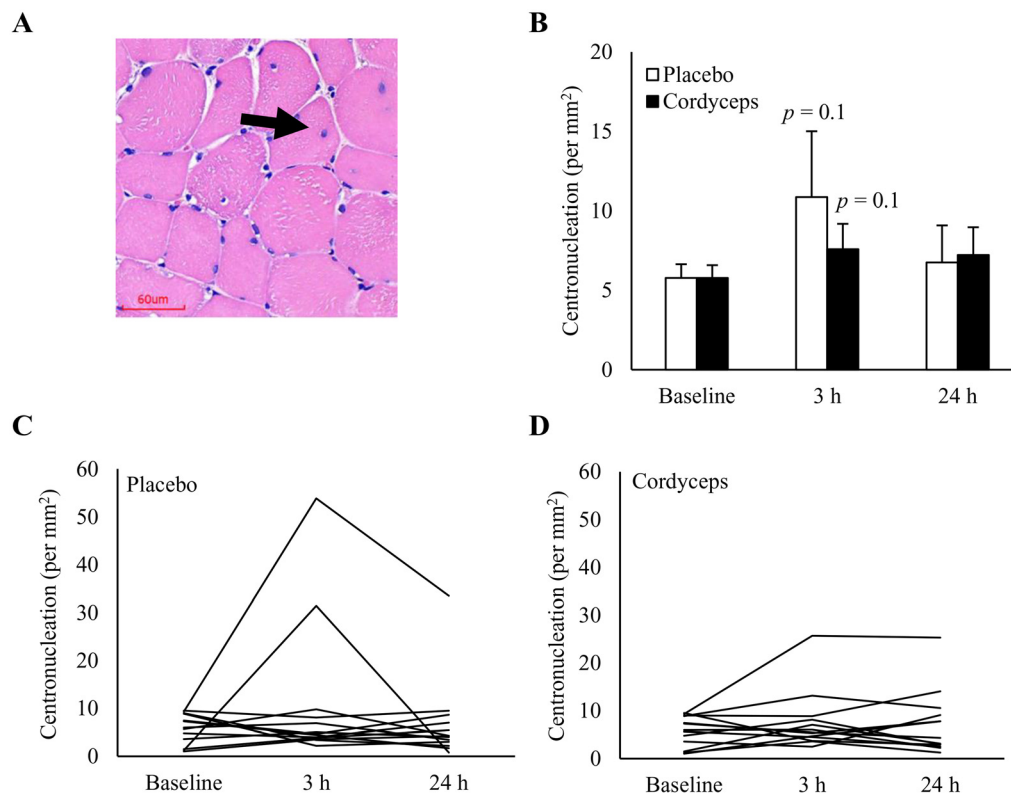 A
60um
B
Centronucleation (per mm²)
20
15
10
5
0
Placebo
Cordyceps
p = 0.1
p = 0.1
Baseline
3 h
24 h
C
Centronucleation (per mm²)
60
50
40
30
20
10
0
Placebo
Baseline
3 h
24 h
D
Centronucleation (per mm²)
60
50
40
30
20
10
0
Cordyceps
Baseline
3 h
24 h